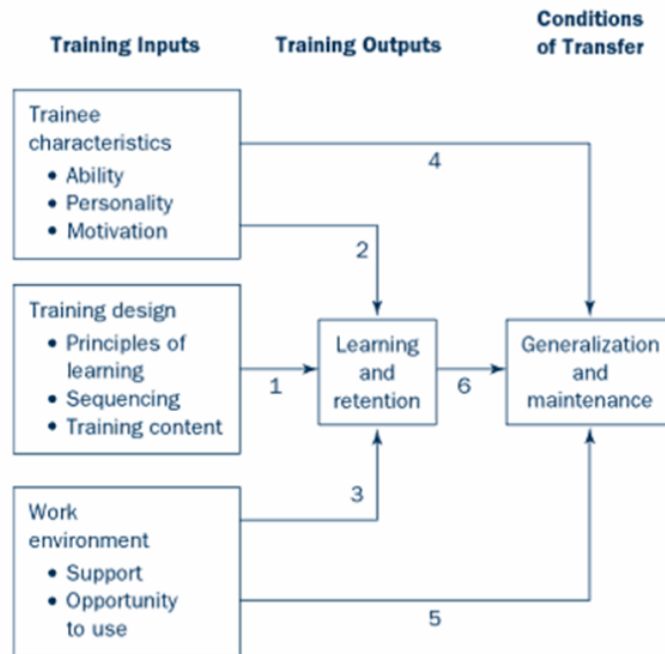 Training Inputs
Training Outputs
Conditions
of Transfer
Trainee
characteristics
• Ability
• Personality
• Motivation
4
2
Training design
• Principles of
learning
• Sequencing
• Training content
1
Learning
and
retention
6
Generalization
and
maintenance
3
Work
environment
• Support
• Opportunity
to use
5